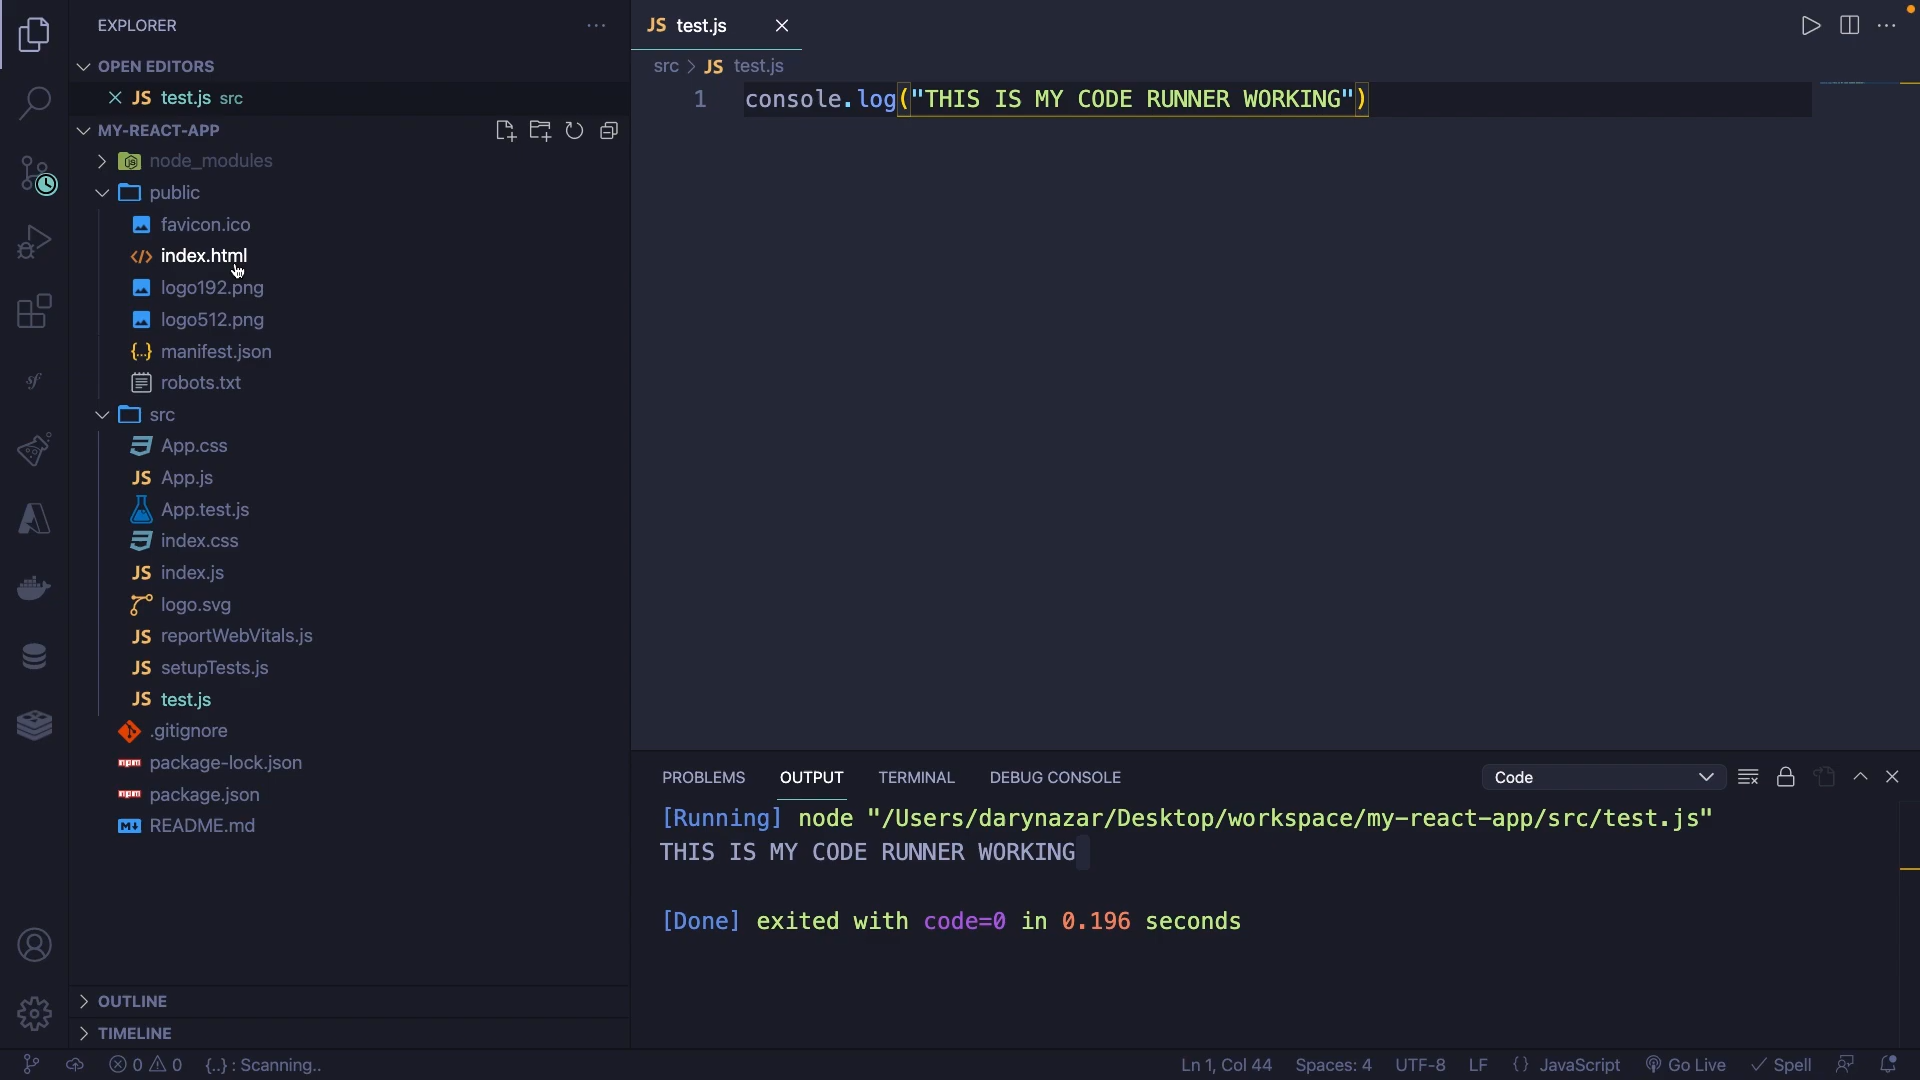 EXPLORER
OPEN EDITORS
JS test.js src
MY-REACT-APP
node_modules
public
favicon.ico
index.html
logo192.png
logo512.png
manifest.json
robots.txt
src
App.css
JS App.js
App.test.js
index.css
JS index.js
logo.svg
JS reportWebVitals.js
JS setupTests.js
JS test.js
.gitignore
npm package-lock.json
npm package.json
README.md
OUTLINE
TIMELINE
JS test.js
src > JS test.js
1 console.log("THIS IS MY CODE RUNNER WORKING")
PROBLEMS OUTPUT TERMINAL DEBUG CONSOLE Code
[Running] node "/Users/darynazar/Desktop/workspace/my-react-app/src/test.js"
THIS IS MY CODE RUNNER WORKING
[Done] exited with code=0 in 0.196 seconds
0 0 {..} : Scanning.. Ln 1, Col 44 Spaces: 4 UTF-8 LF {} JavaScript Go Live Spell